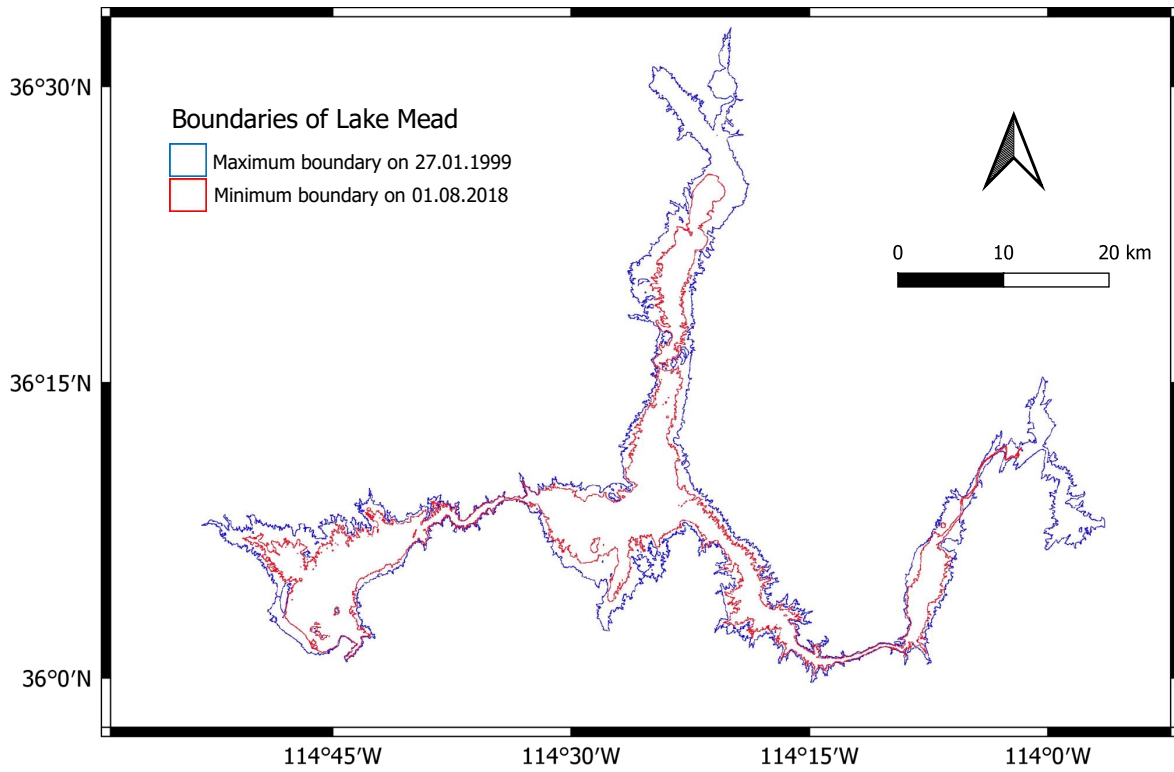 36°30′N
Boundaries of Lake Mead
Maximum boundary on 27.01.1999
Minimum boundary on 01.08.2018
0 10 20 km
36°15′N
36°0′N
114°45′W 114°30′W 114°15′W 114°0′W